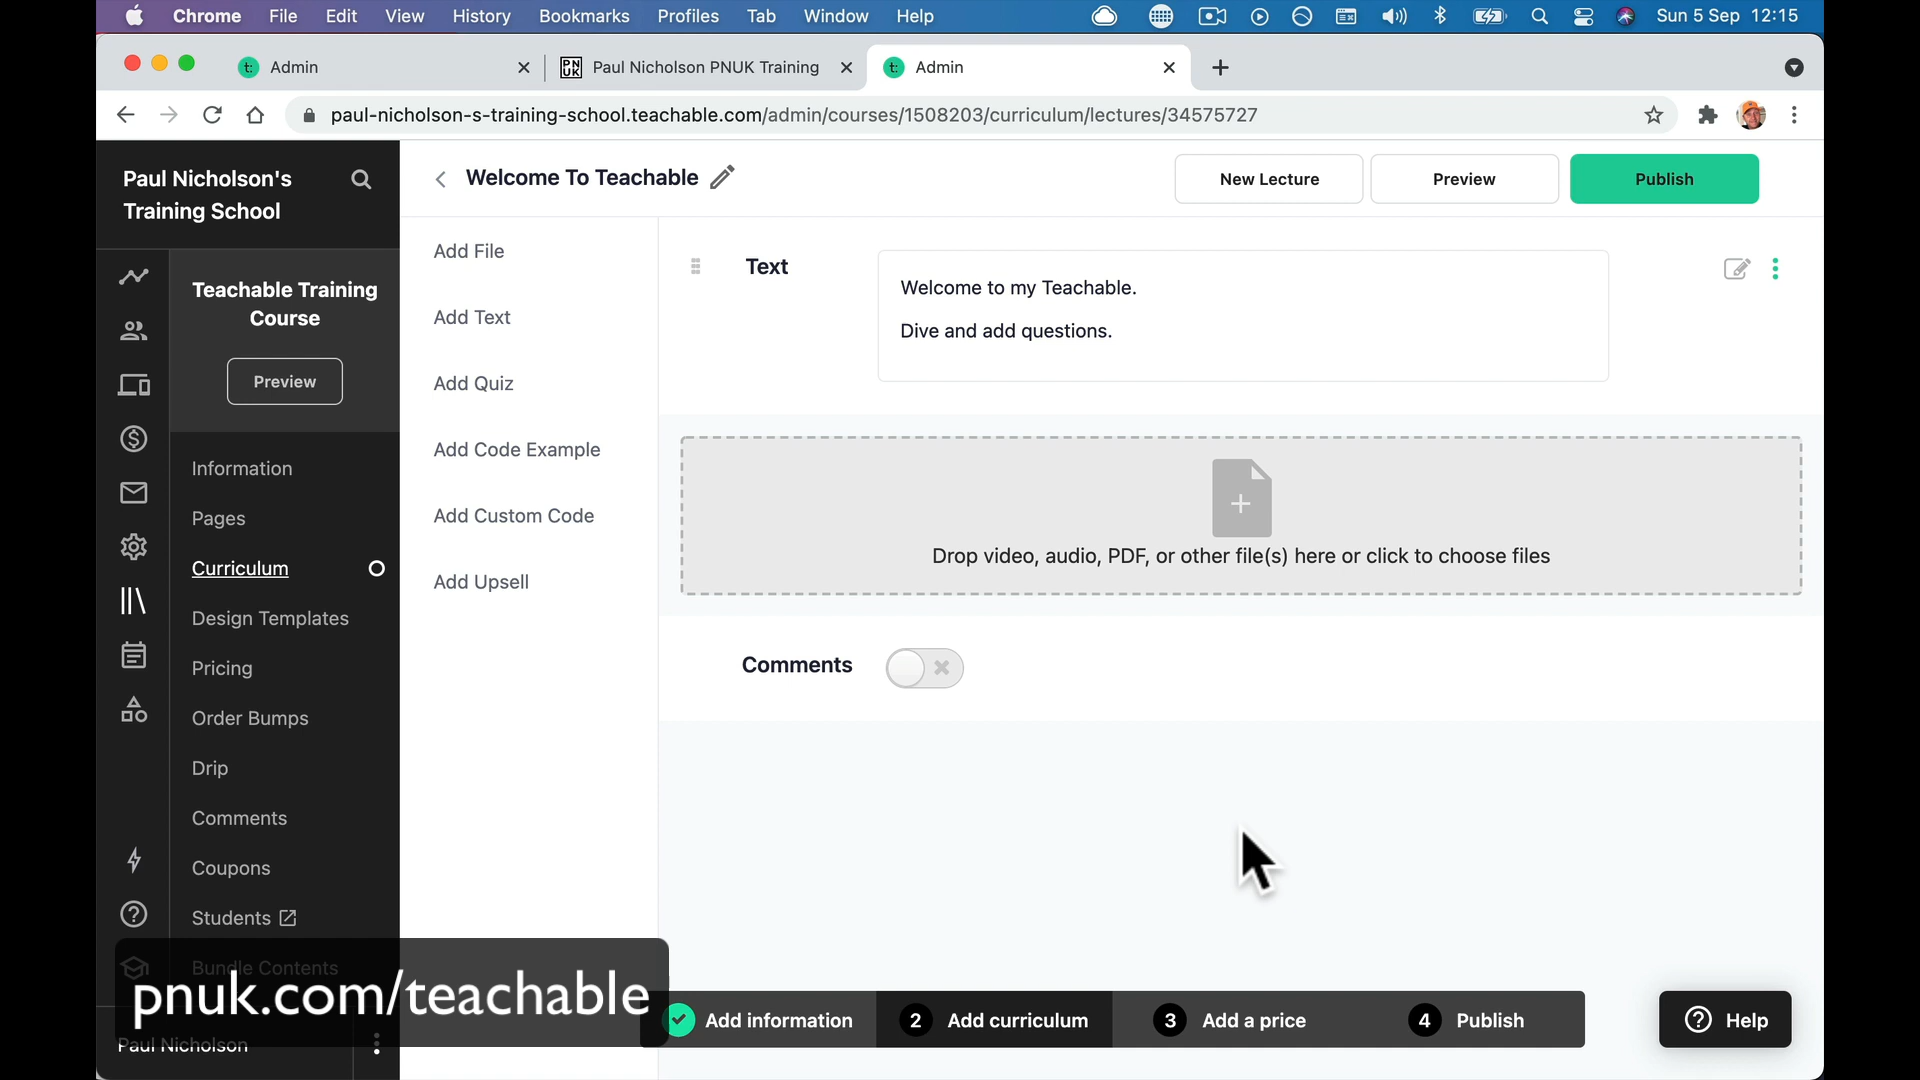 Chrome File Edit View History Bookmarks Profiles Tab Window Help Sun 5 Sep 12:15
Admin
Paul Nicholson PNUK Training
Admin
paul-nicholson-s-training-school.teachable.com/admin/courses/1508203/curriculum/lectures/34575727
Paul Nicholson's
Training School
Welcome To Teachable
New Lecture
Preview
Publish
Teachable Training
Course
Preview
Information
Pages
Curriculum
Design Templates
Pricing
Order Bumps
Drip
Comments
Coupons
Students
Bundle Contents
Paul Nicholson
Add File
Add Text
Add Quiz
Add Code Example
Add Custom Code
Add Upsell
Text
Welcome to my Teachable.
Dive and add questions.
Drop video, audio, PDF, or other file(s) here or click to choose files
Comments
pnuk.com/teachable
Add information
2 Add curriculum
3 Add a price
4 Publish
Help